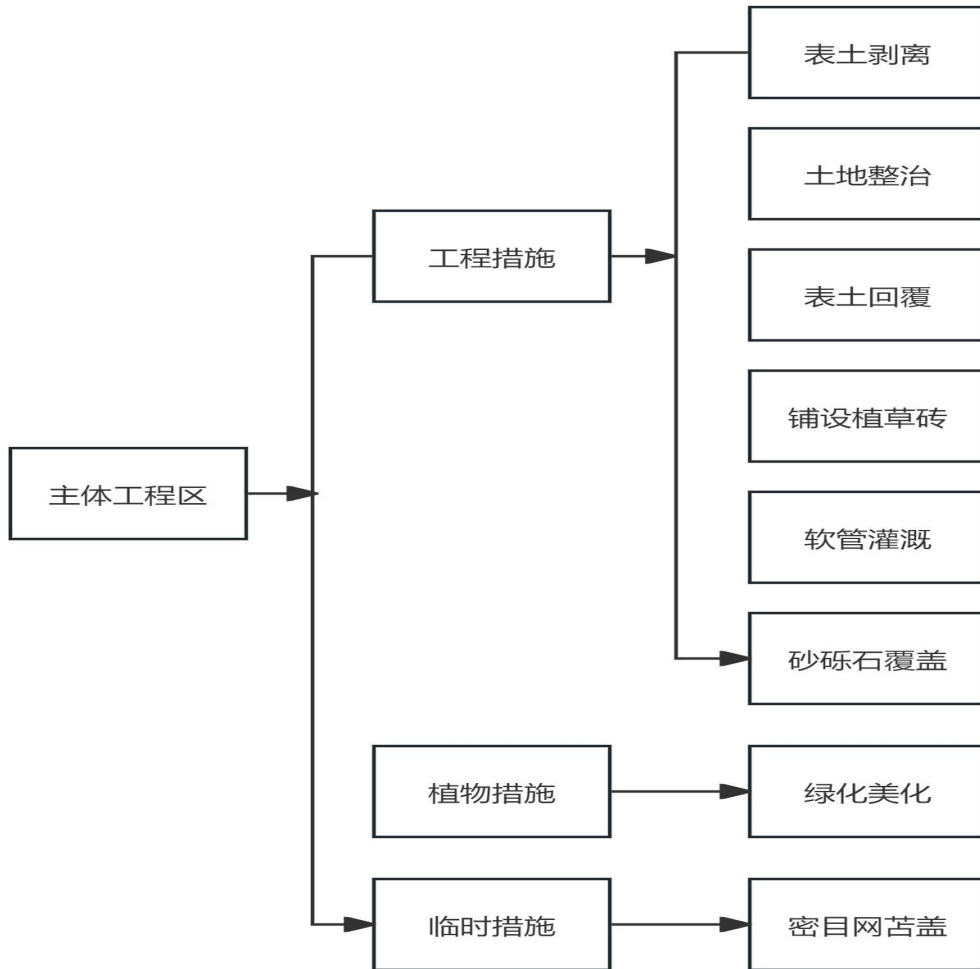 表土剥离
土地整治
工程措施
表土回覆
铺设植草砖
主体工程区
软管灌溉
砂砾石覆盖
植物措施
绿化美化
临时措施
密目网苫盖